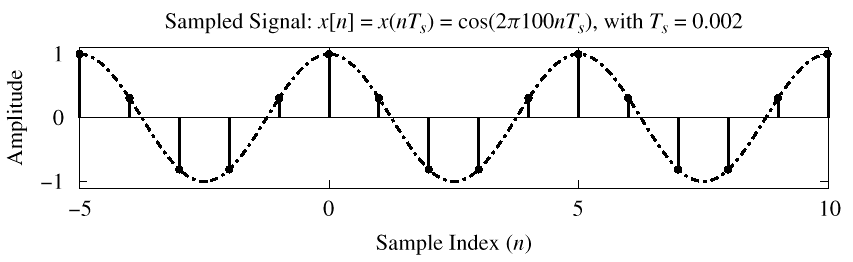 Sampled Signal: x[n] = x(nTₛ) = cos(2π100nTₛ), with Tₛ = 0.002
1
0
−1
Amplitude
−5 0 5 10
Sample Index (n)